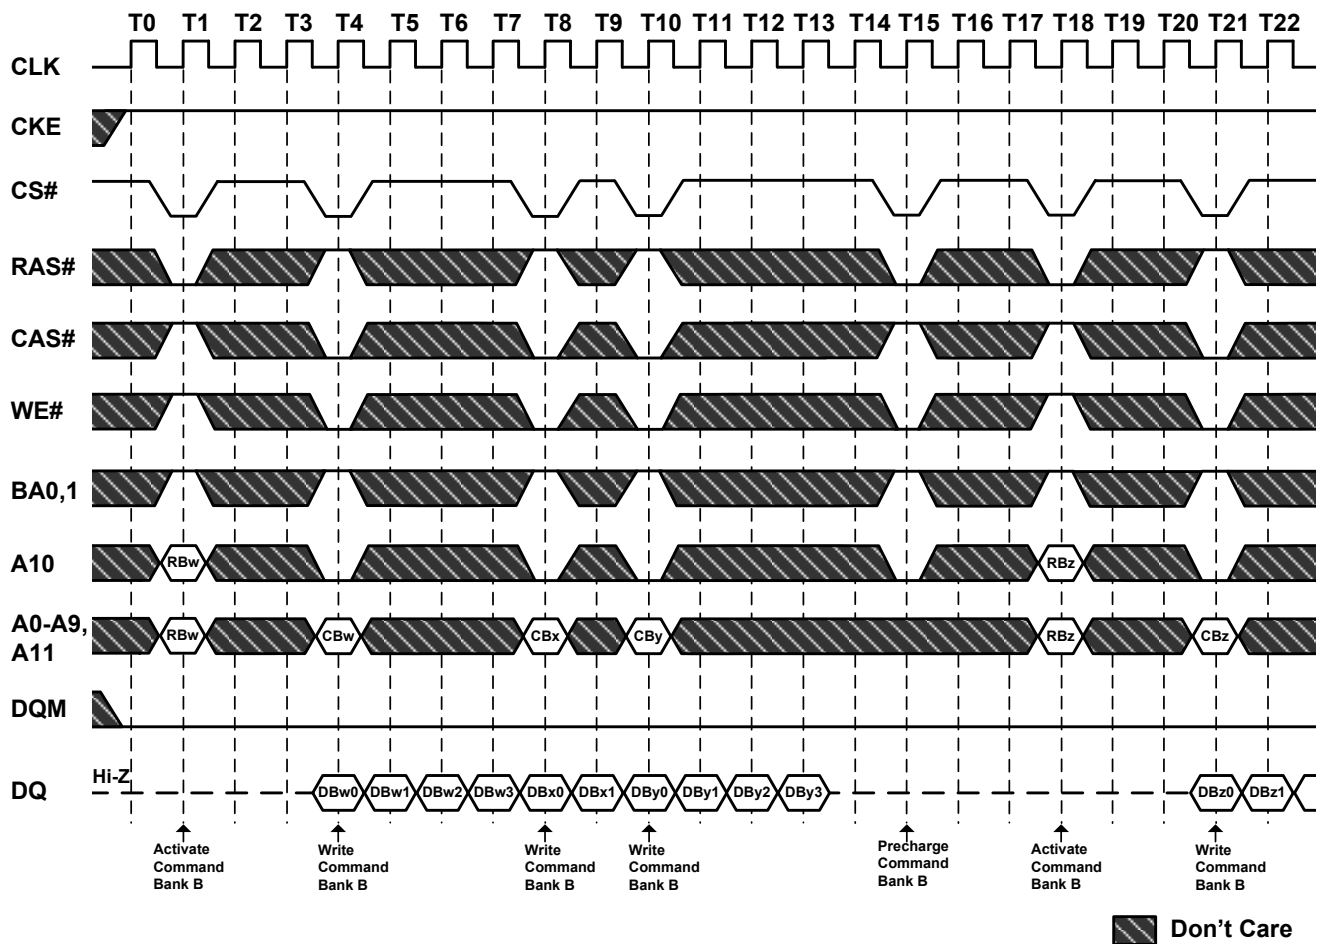 T0 T1 T2 T3 T4 T5 T6 T7 T8 T9 T10 T11 T12 T13 T14 T15 T16 T17 T18 T19 T20 T21 T22
CLK
CKE
CS#
RAS#
CAS#
WE#
BA0,1
A10 RBw RBz
A0-A9,
A11
RBw CBw CBx CBy RBz CBz
DQM
DQ Hi-Z DBw0 DBw1 DBw2 DBw3 DBx0 DBx1 DBy0 DBy1 DBy2 DBy3 DBz0 DBz1
Activate
Command
Bank B
Write
Command
Bank B
Write
Command
Bank B
Write
Command
Bank B
Precharge
Command
Bank B
Activate
Command
Bank B
Write
Command
Bank B
Don't Care